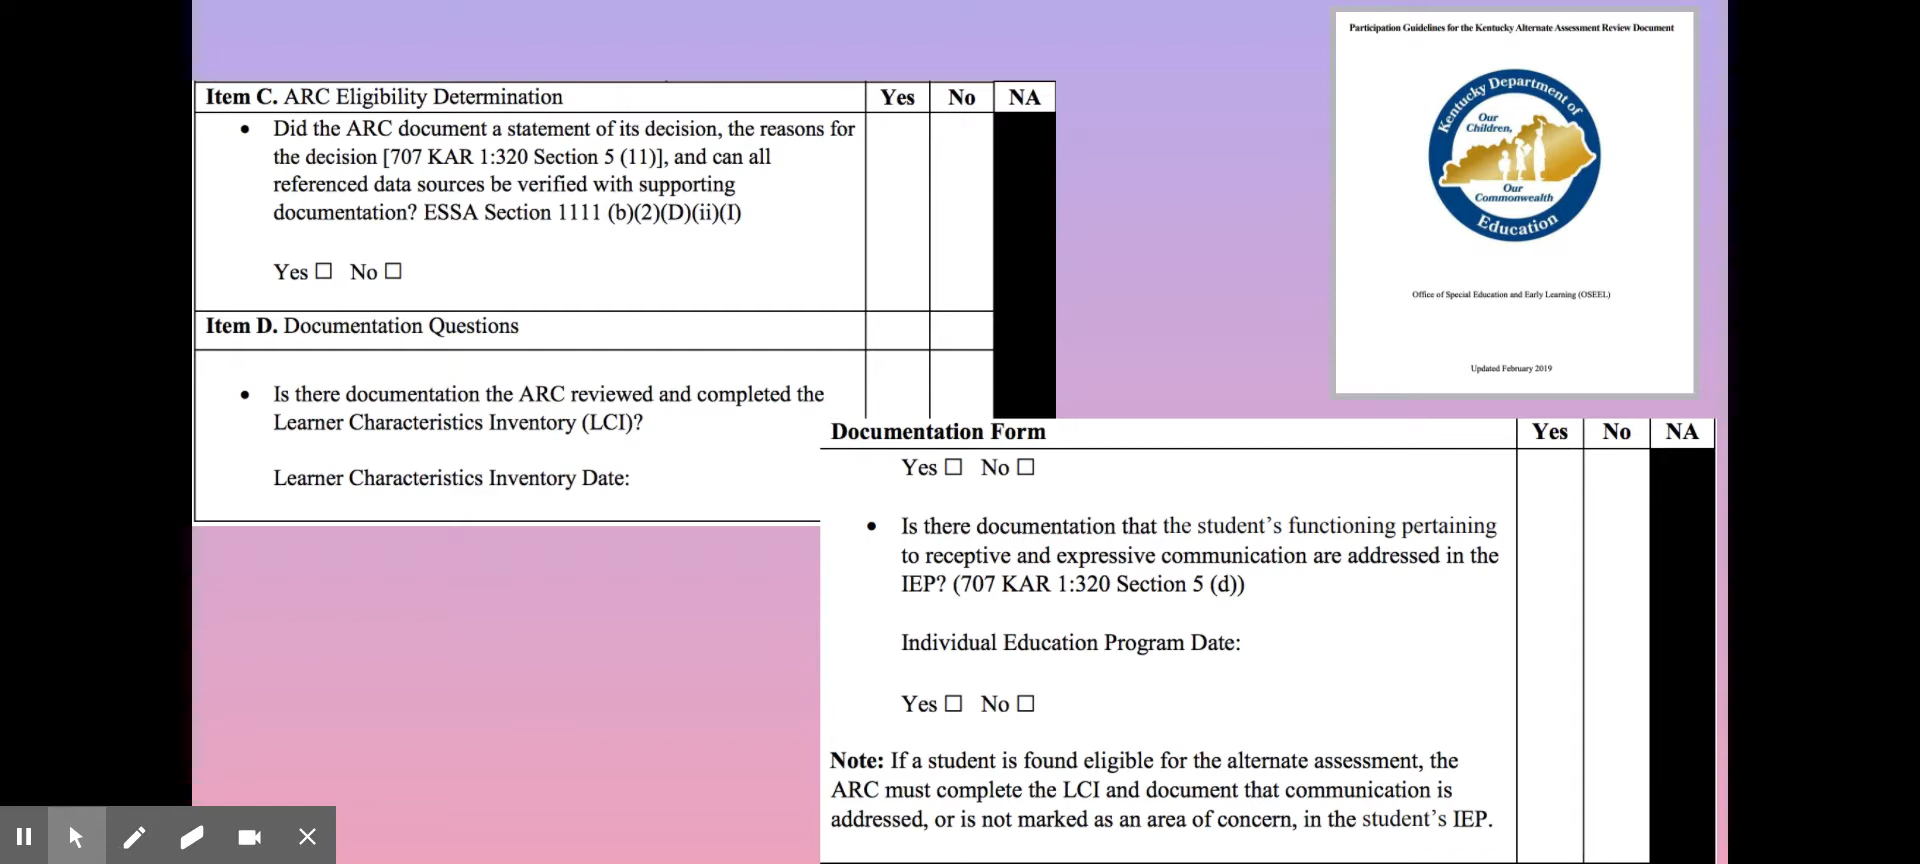 Item C. ARC Eligibility Determination Yes No NA
• Did the ARC document a statement of its decision, the reasons for
the decision [707 KAR 1:320 Section 5 (11)], and can all
referenced data sources be verified with supporting
documentation? ESSA Section 1111 (b)(2)(D)(ii)(I)
Yes ☐ No ☐
Item D. Documentation Questions
• Is there documentation the ARC reviewed and completed the
Learner Characteristics Inventory (LCI)?
Learner Characteristics Inventory Date:
Participation Guidelines for the Kentucky Alternate Assessment Review Document
Kentucky Department of
Our
Children,
Our
Commonwealth
Education
Office of Special Education and Early Learning (OSEEL)
Updated February 2019
Documentation Form Yes No NA
Yes ☐ No ☐
• Is there documentation that the student’s functioning pertaining
to receptive and expressive communication are addressed in the
IEP? (707 KAR 1:320 Section 5 (d))
Individual Education Program Date:
Yes ☐ No ☐
Note: If a student is found eligible for the alternate assessment, the
ARC must complete the LCI and document that communication is
addressed, or is not marked as an area of concern, in the student’s IEP.